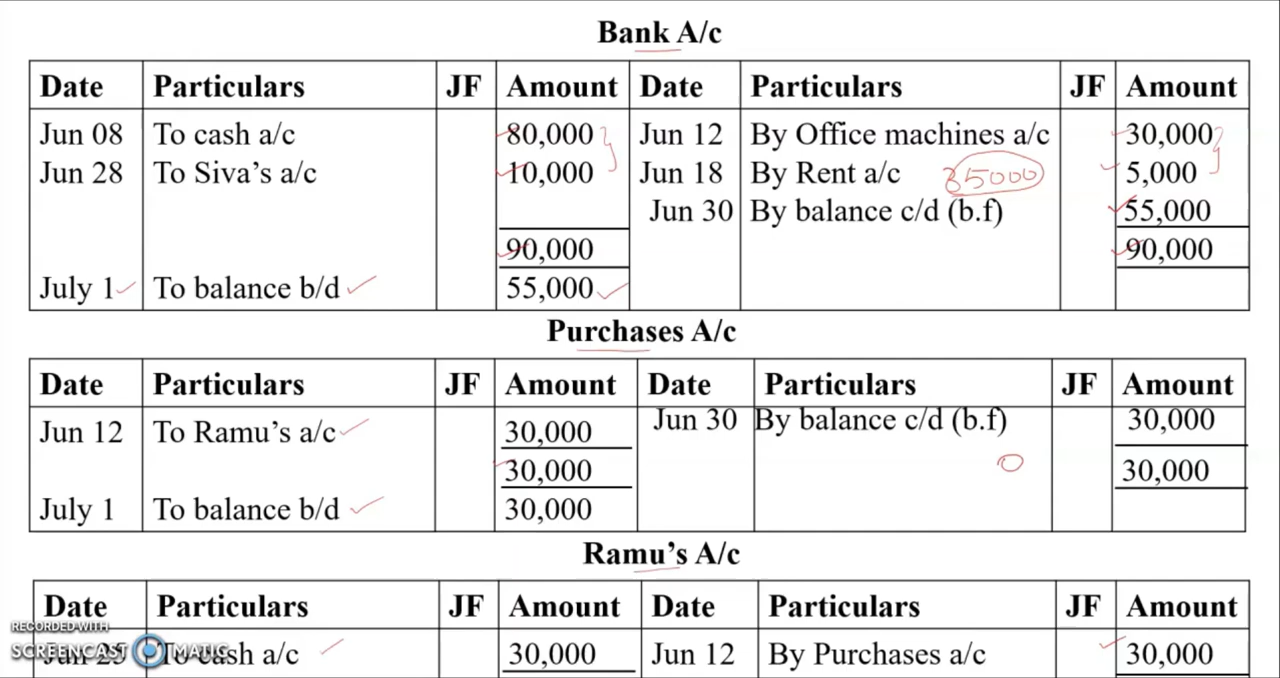 Bank A/c
Date Particulars JF Amount Date Particulars JF Amount
Jun 08 To cash a/c 80,000 Jun 12 By Office machines a/c 30,000
Jun 28 To Siva's a/c 10,000 Jun 18 By Rent a/c 35000 5,000
Jun 30 By balance c/d (b.f) 55,000
90,000 90,000
July 1 To balance b/d 55,000
Purchases A/c
Date Particulars JF Amount Date Particulars JF Amount
Jun 12 To Ramu's a/c 30,000 Jun 30 By balance c/d (b.f) 30,000
30,000 30,000
July 1 To balance b/d 30,000
Ramu's A/c
Date Particulars JF Amount Date Particulars JF Amount
RECORDED WITH
SCREENCAST MATIC
Jun 25 To cash a/c 30,000 Jun 12 By Purchases a/c 30,000